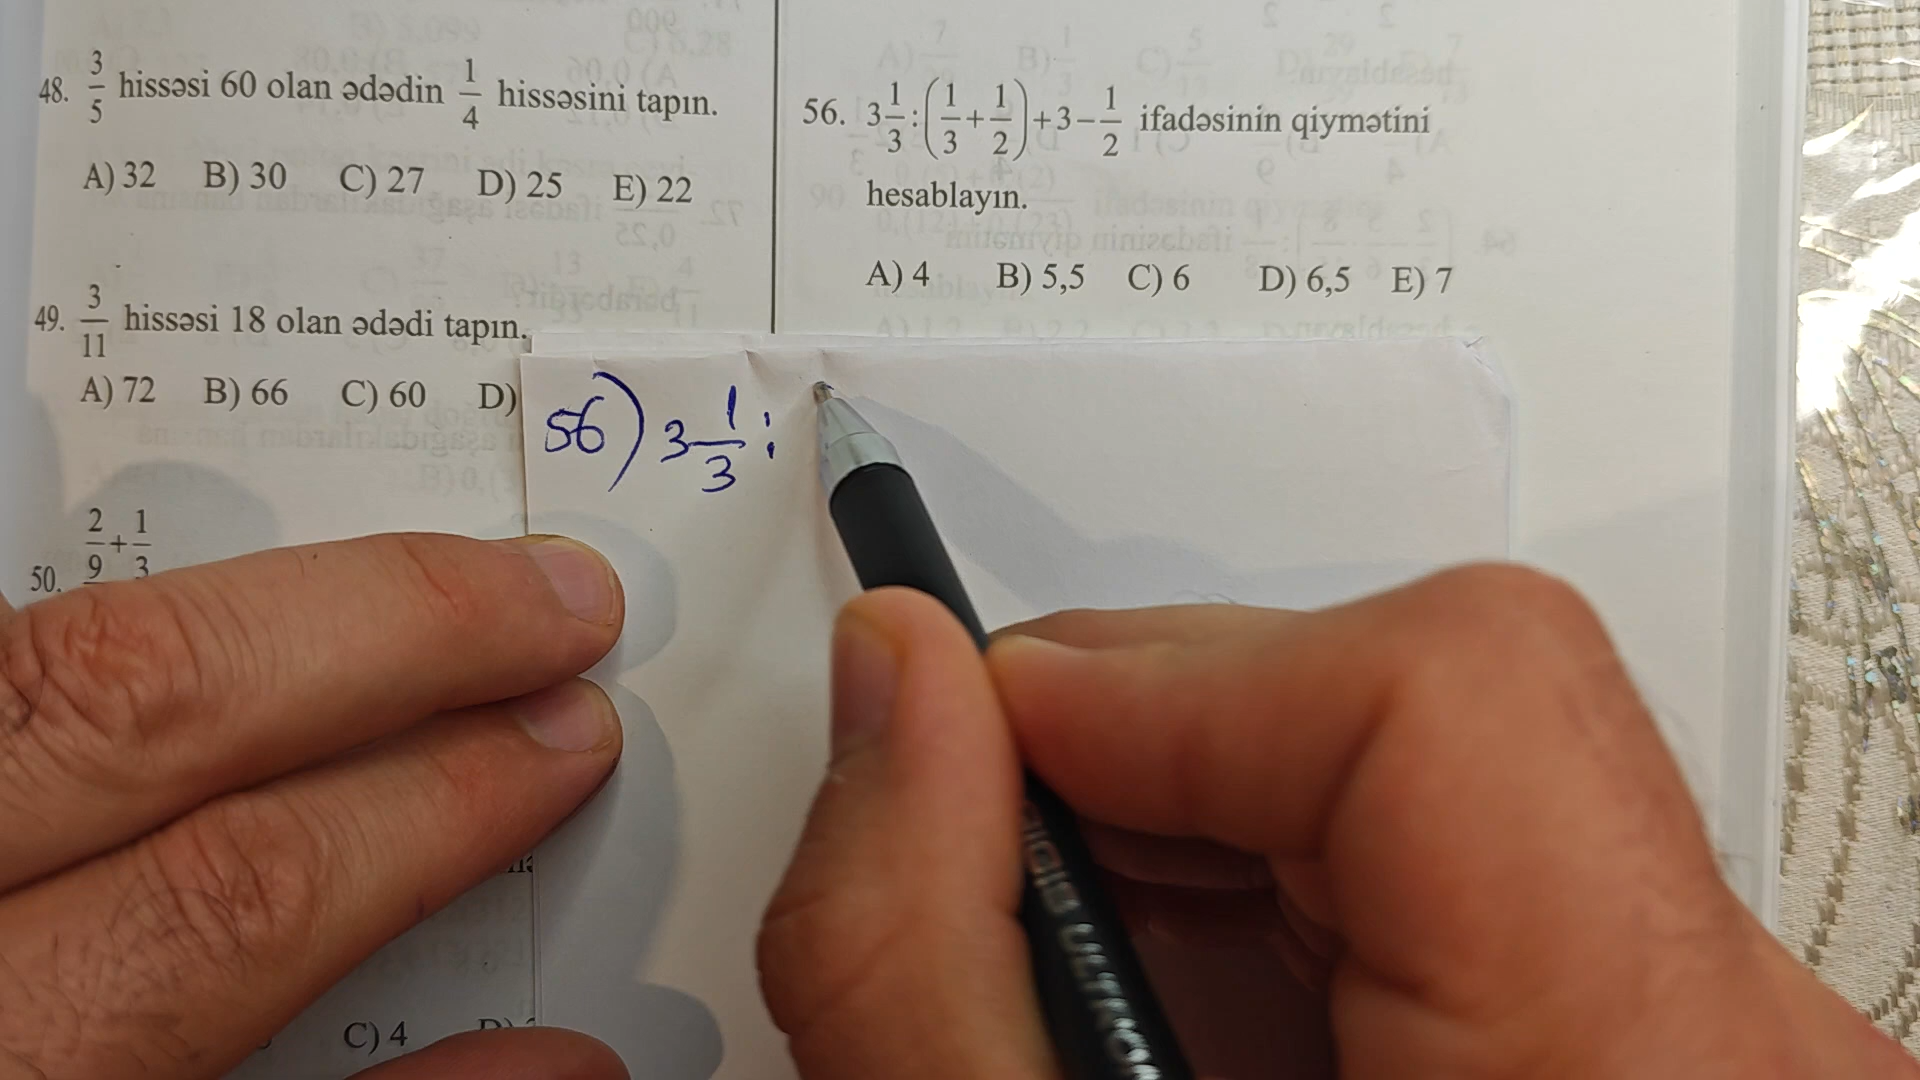 48. 3/5 hissəsi 60 olan ədədin 1/4 hissəsini tapın.
A) 32 B) 30 C) 27 D) 25 E) 22
49. 3/11 hissəsi 18 olan ədədi tapın.
A) 72 B) 66 C) 60 D)
50. 2/9 + 1/3
C) 4
56. 3 1/3 : (1/3 + 1/2) + 3 − 1/2 ifadəsinin qiymətini
hesablayın.
A) 4 B) 5,5 C) 6 D) 6,5 E) 7
56) 3 1/3 :